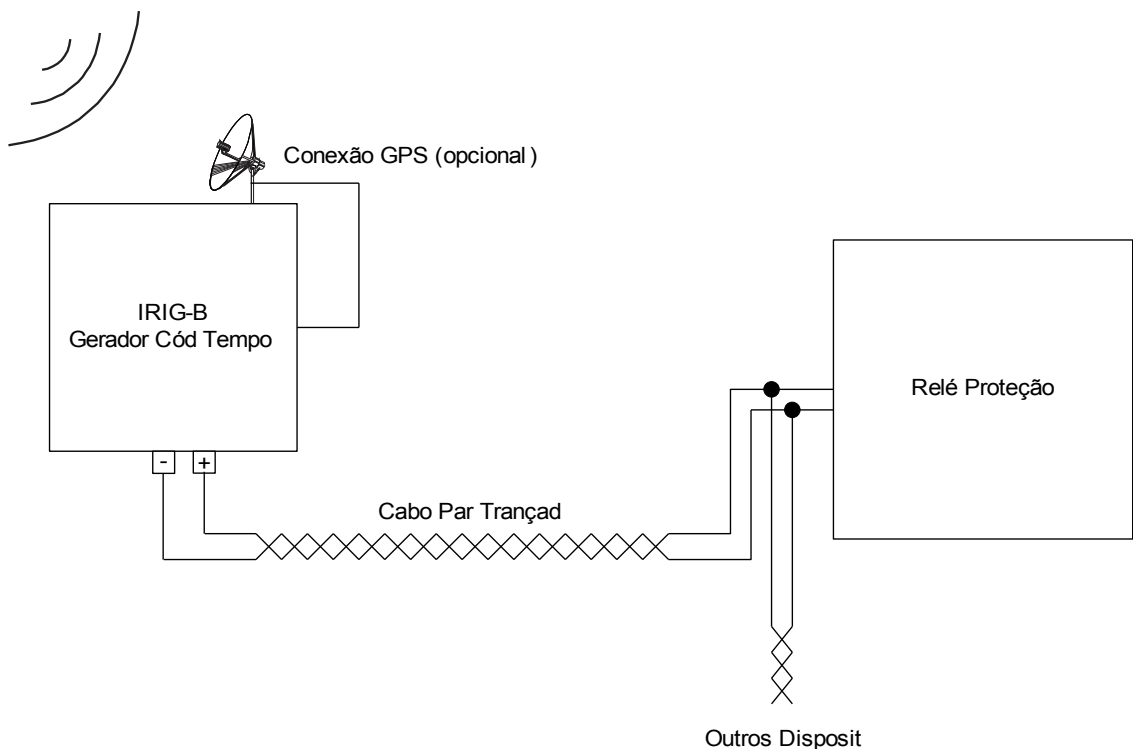 Conexão GPS (opcional)
IRIG-B
Gerador Cód Tempo
Relé Proteção
- +
Cabo Par Trançad
Outros Disposit